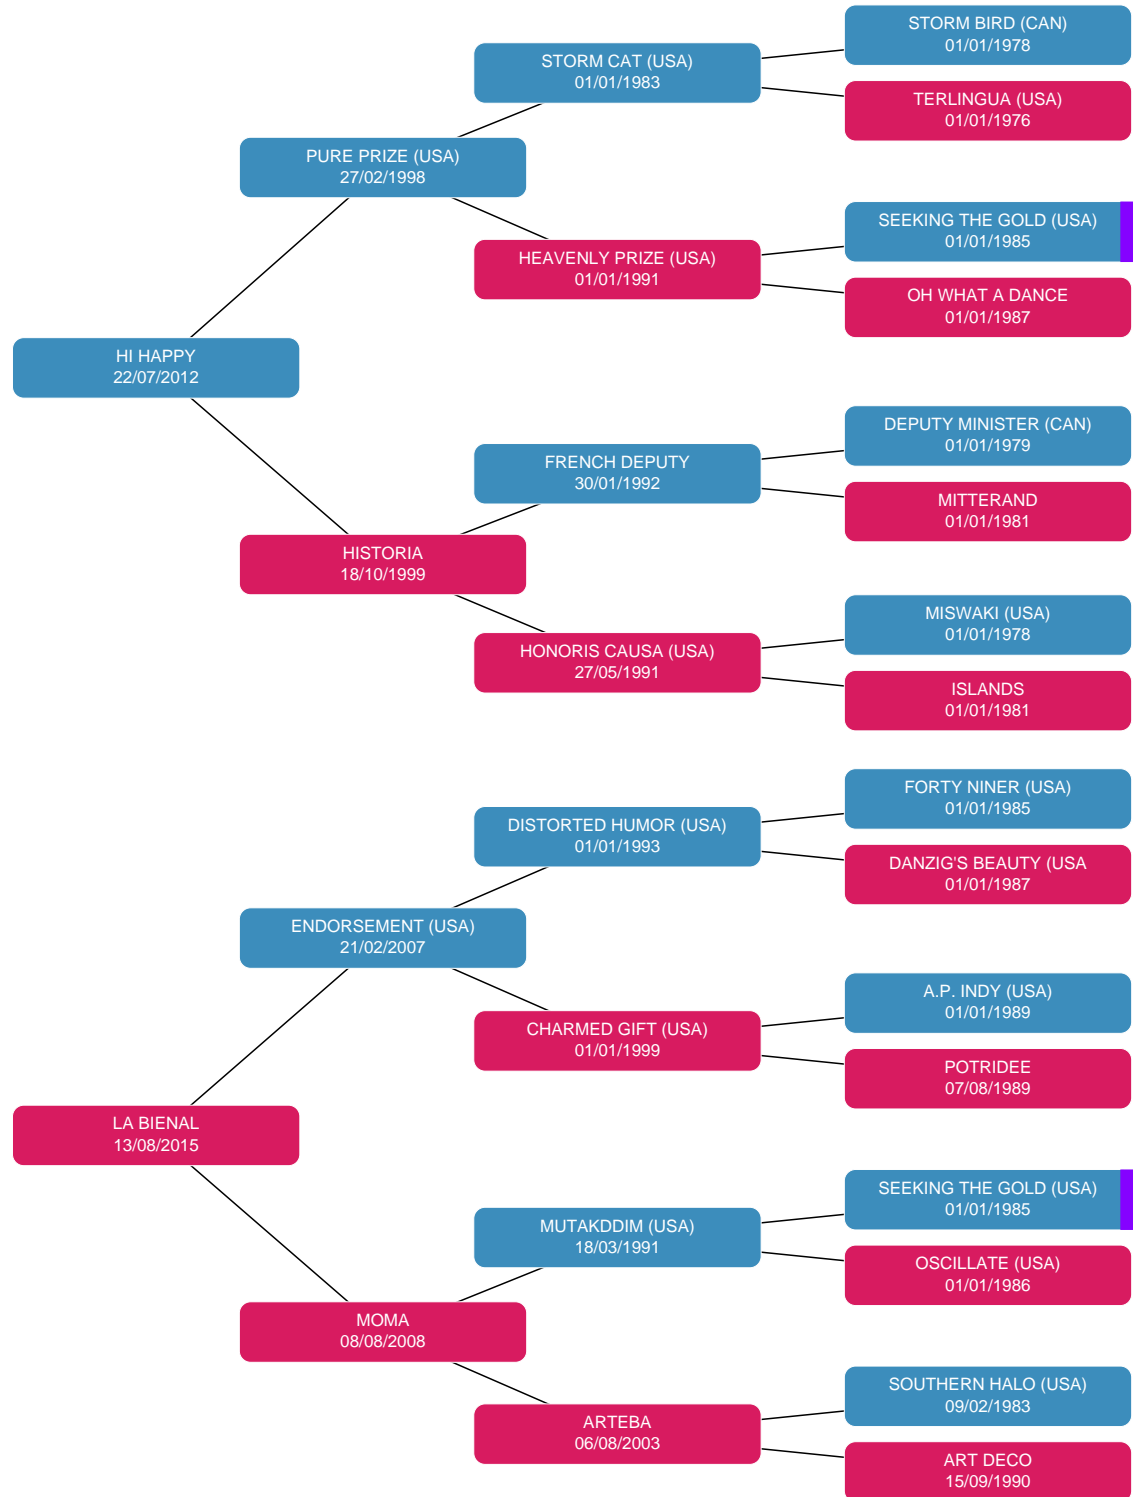 STORM BIRD (CAN)
01/01/1978
STORM CAT (USA)
01/01/1983
TERLINGUA (USA)
01/01/1976
PURE PRIZE (USA)
27/02/1998
SEEKING THE GOLD (USA)
01/01/1985
HEAVENLY PRIZE (USA)
01/01/1991
OH WHAT A DANCE
01/01/1987
HI HAPPY
22/07/2012
DEPUTY MINISTER (CAN)
01/01/1979
FRENCH DEPUTY
30/01/1992
MITTERAND
01/01/1981
HISTORIA
18/10/1999
MISWAKI (USA)
01/01/1978
HONORIS CAUSA (USA)
27/05/1991
ISLANDS
01/01/1981
FORTY NINER (USA)
01/01/1985
DISTORTED HUMOR (USA)
01/01/1993
DANZIG'S BEAUTY (USA
01/01/1987
ENDORSEMENT (USA)
21/02/2007
A.P. INDY (USA)
01/01/1989
CHARMED GIFT (USA)
01/01/1999
POTRIDEE
07/08/1989
LA BIENAL
13/08/2015
SEEKING THE GOLD (USA)
01/01/1985
MUTAKDDIM (USA)
18/03/1991
OSCILLATE (USA)
01/01/1986
MOMA
08/08/2008
SOUTHERN HALO (USA)
09/02/1983
ARTEBA
06/08/2003
ART DECO
15/09/1990